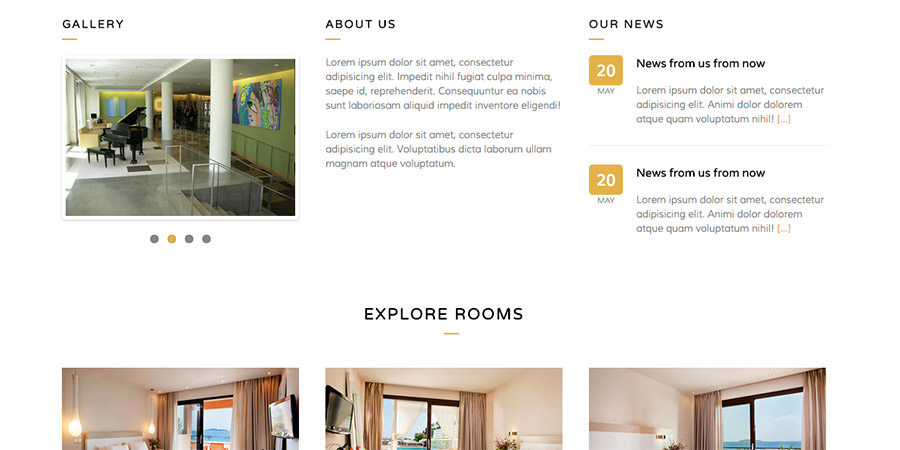 GALLERY
ABOUT US
Lorem ipsum dolor sit amet, consectetur
adipisicing elit. Impedit nihil fugiat culpa minima,
saepe id, reprehenderit. Consequuntur ea nobis
sunt laboriosam aliquid impedit inventore eligendi!
Lorem ipsum dolor sit amet, consectetur
adipisicing elit. Voluptatibus dicta laborum ullam
magnam atque voluptatum.
OUR NEWS
20
MAY
News from us from now
Lorem ipsum dolor sit amet, consectetur
adipisicing elit. Animi dolor dolorem
atque quam voluptatum nihil! [...]
20
MAY
News from us from now
Lorem ipsum dolor sit amet, consectetur
adipisicing elit. Animi dolor dolorem
atque quam voluptatum nihil! [...]
EXPLORE ROOMS